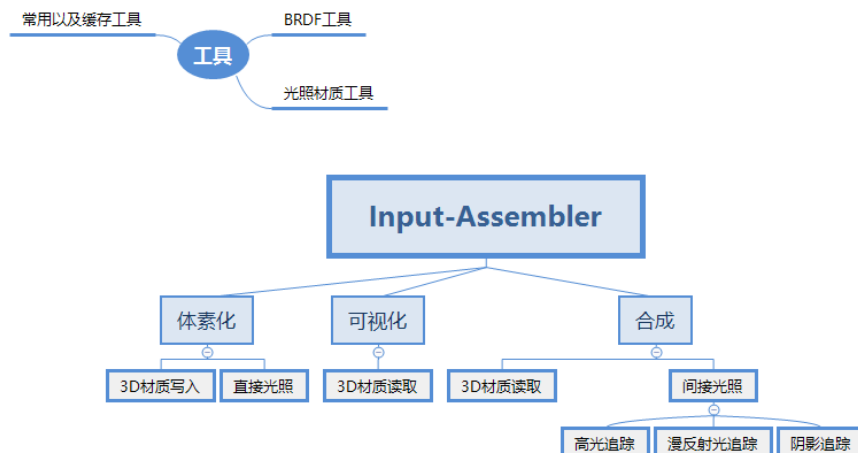 常用以及缓存工具
BRDF工具
工具
光照材质工具
Input-Assembler
体素化
可视化
合成
3D材质写入
直接光照
3D材质读取
3D材质读取
间接光照
高光追踪
漫反射光追踪
阴影追踪